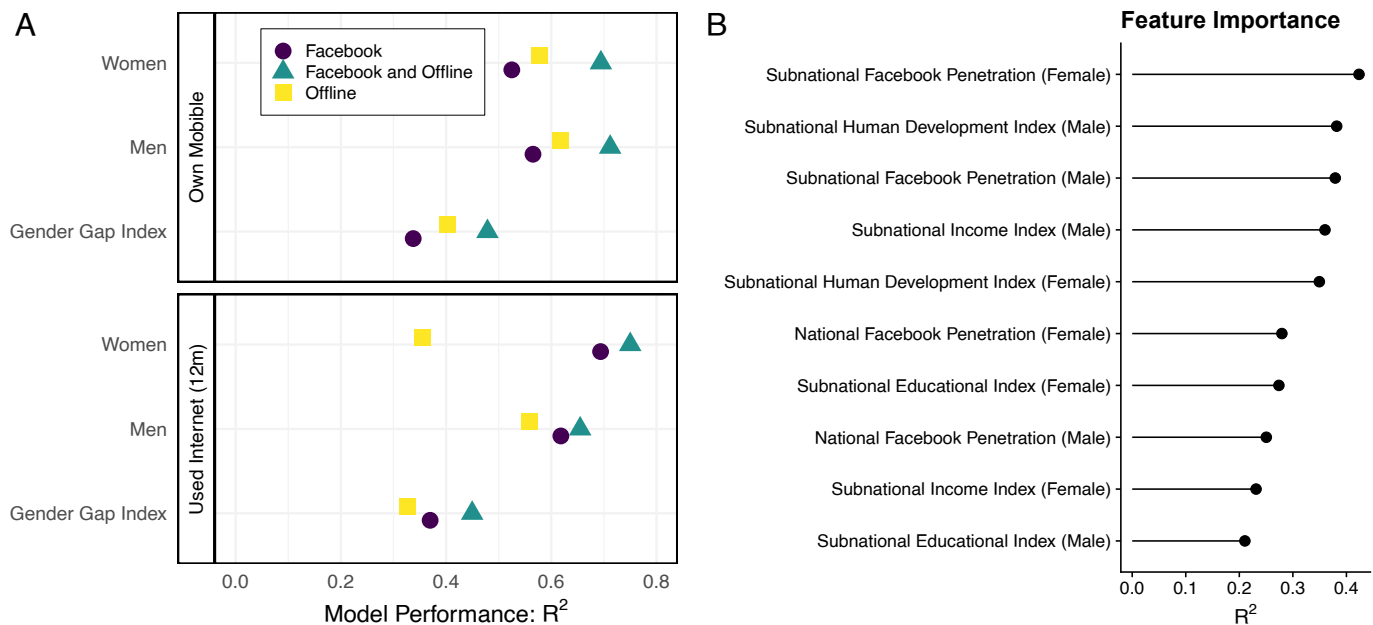 A
Own Mobible
Women
Men
Gender Gap Index
Facebook
Facebook and Offline
Offline
Used Internet (12m)
Women
Men
Gender Gap Index
0.0 0.2 0.4 0.6 0.8
Model Performance: R²
B
Feature Importance
Subnational Facebook Penetration (Female)
Subnational Human Development Index (Male)
Subnational Facebook Penetration (Male)
Subnational Income Index (Male)
Subnational Human Development Index (Female)
National Facebook Penetration (Female)
Subnational Educational Index (Female)
National Facebook Penetration (Male)
Subnational Income Index (Female)
Subnational Educational Index (Male)
0.0 0.1 0.2 0.3 0.4
R²